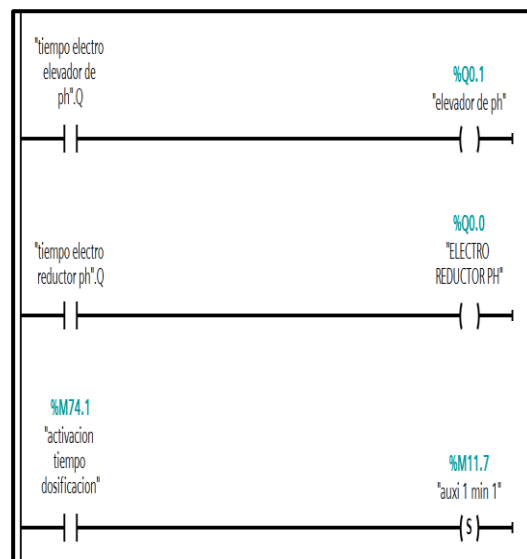 "tiempo electro
elevador de
ph".Q
%Q0.1
"elevador de ph"
"tiempo electro
reductor ph".Q
%Q0.0
"ELECTRO
REDUCTOR PH"
%M74.1
"activacion
tiempo
dosificacion"
%M11.7
"auxi 1 min 1"
S